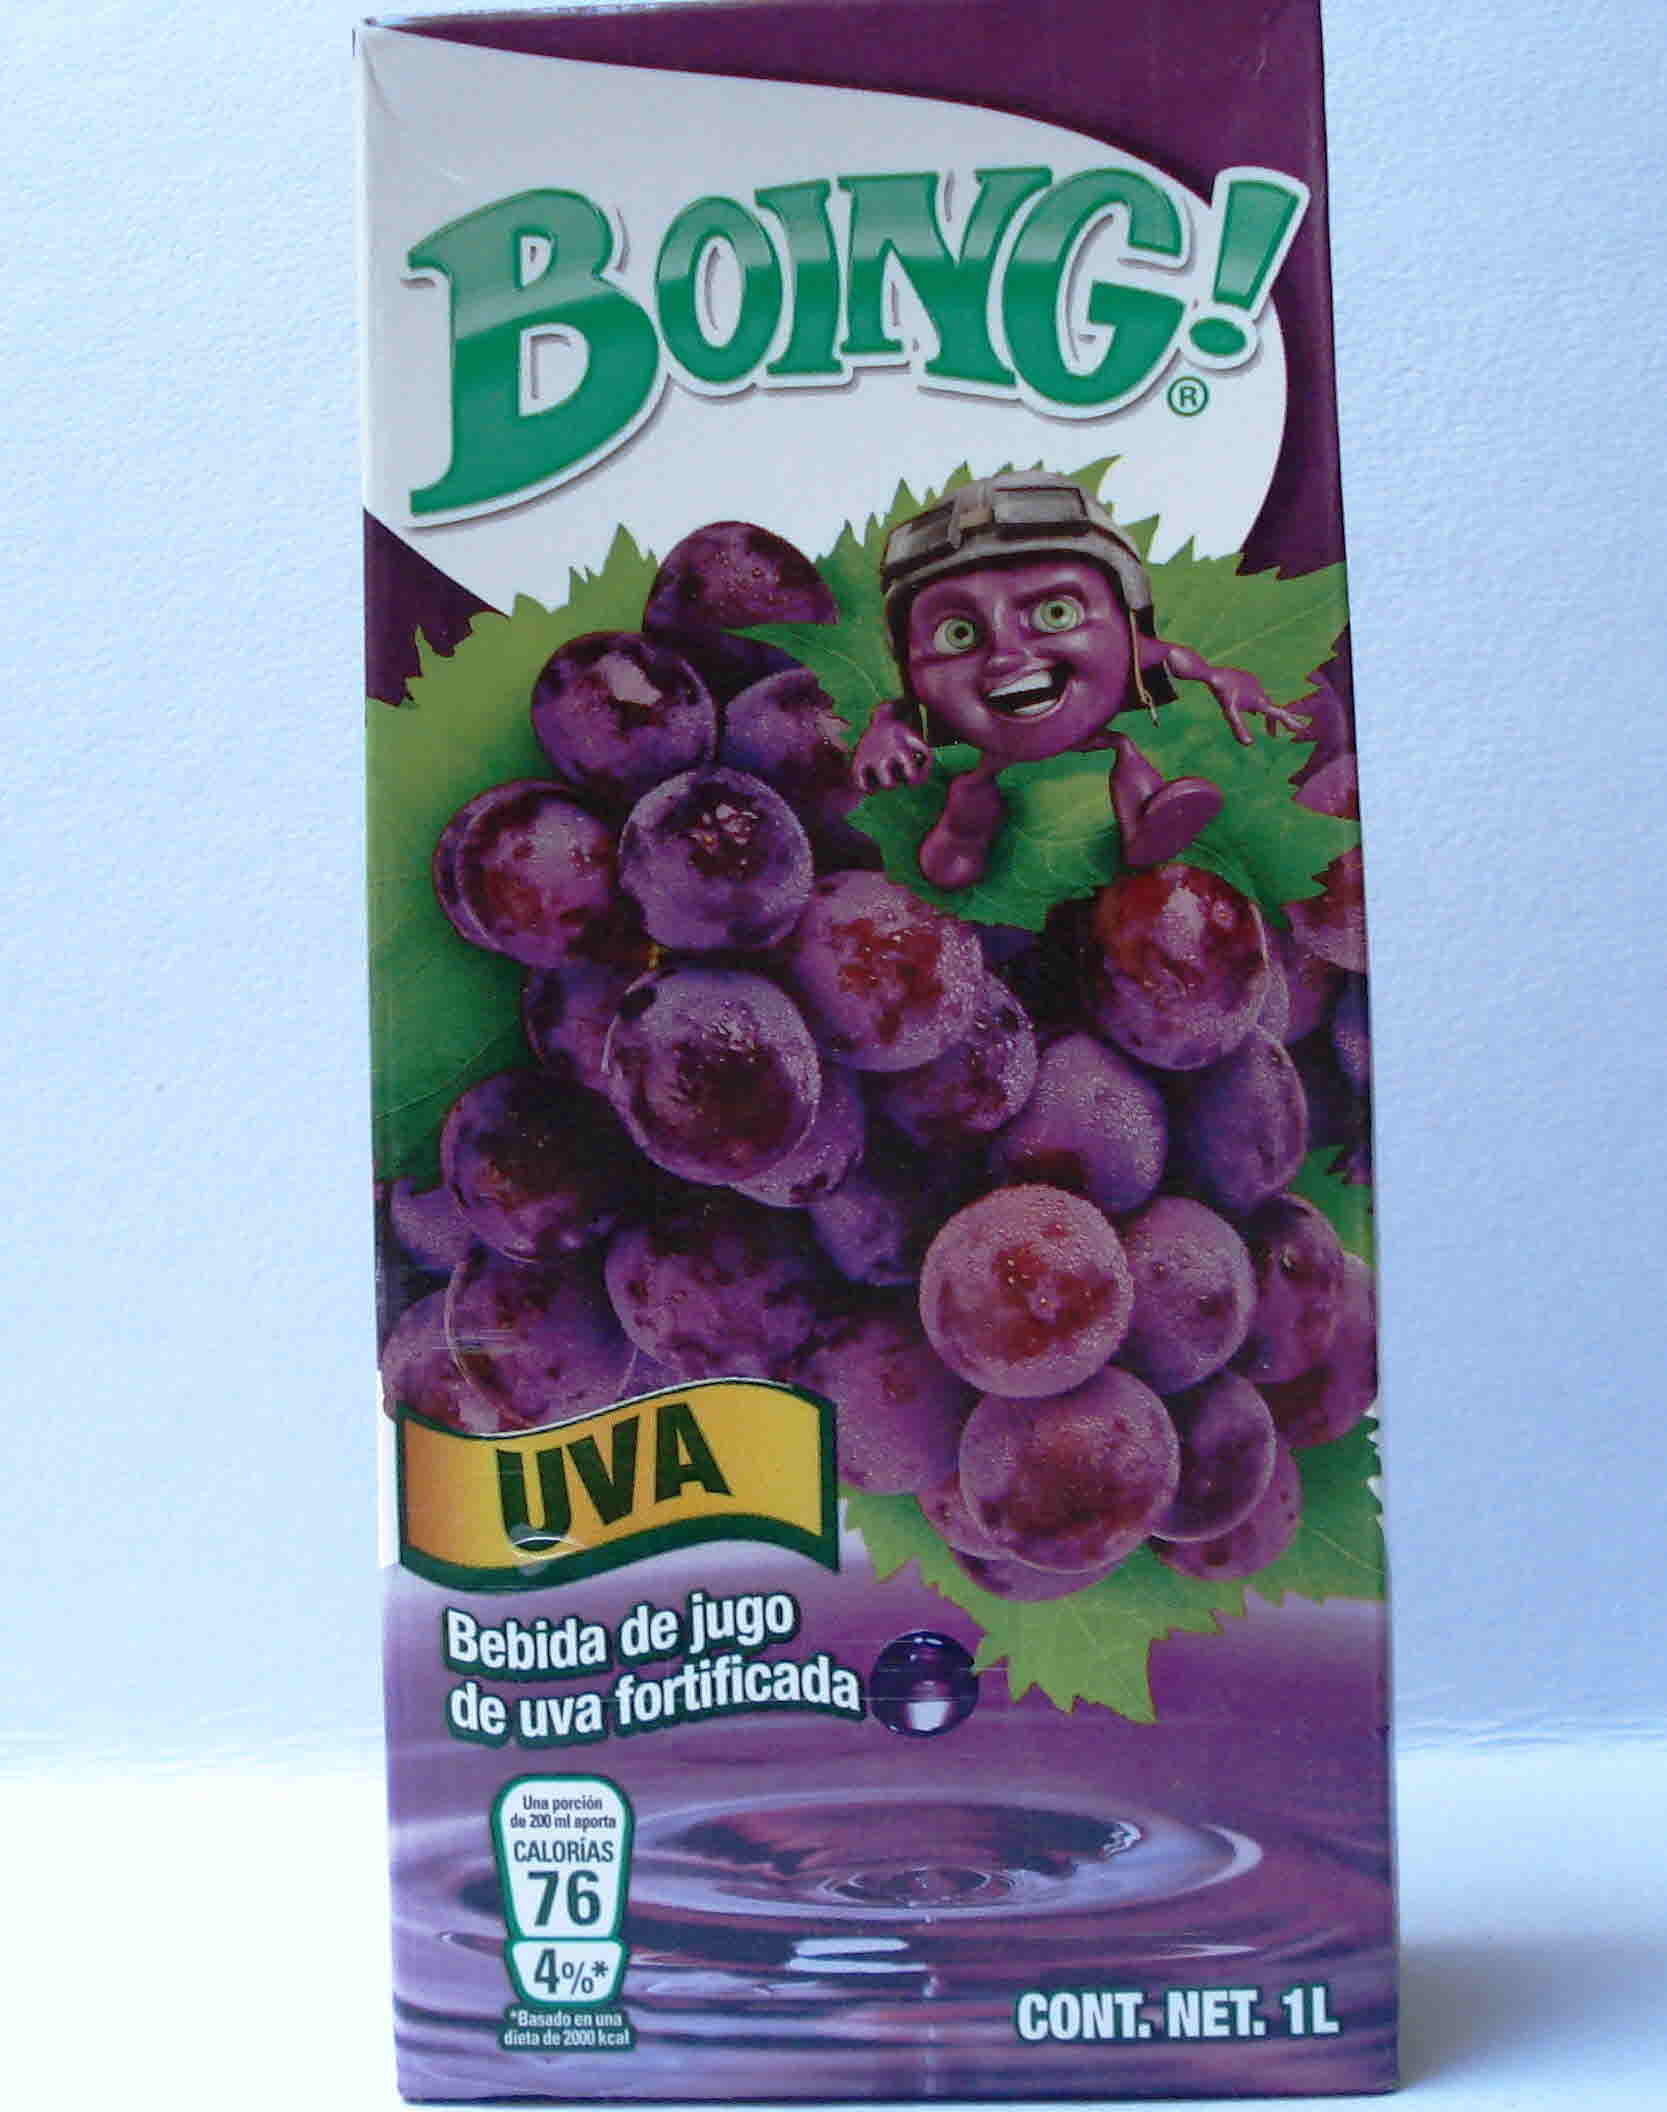 BOING!
®
UVA
Bebida de jugo
de uva fortificada
Una porción
de 200 ml aporta
CALORÍAS
76
4%*
*Basado en una
dieta de 2000 kcal
CONT. NET. 1L